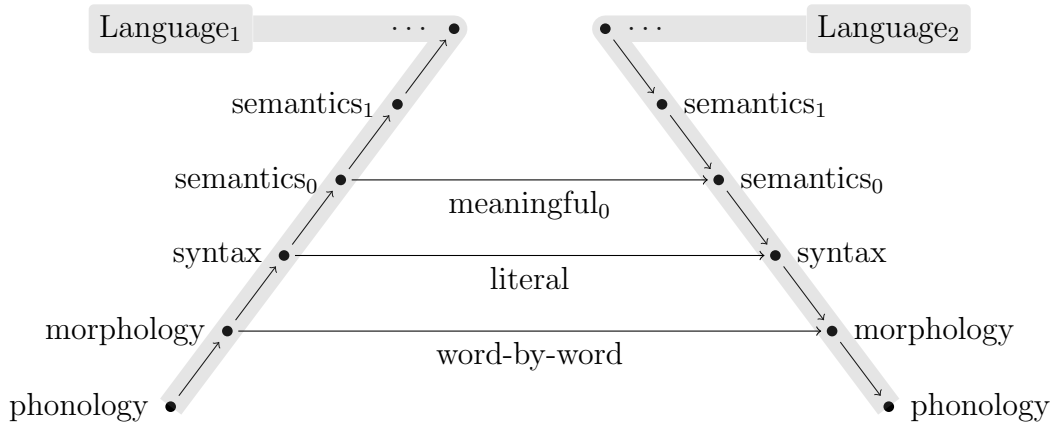 Language₁ ··· ··· Language₂
semantics₁ semantics₁
semantics₀ semantics₀
meaningful₀
syntax syntax
literal
morphology morphology
word-by-word
phonology phonology